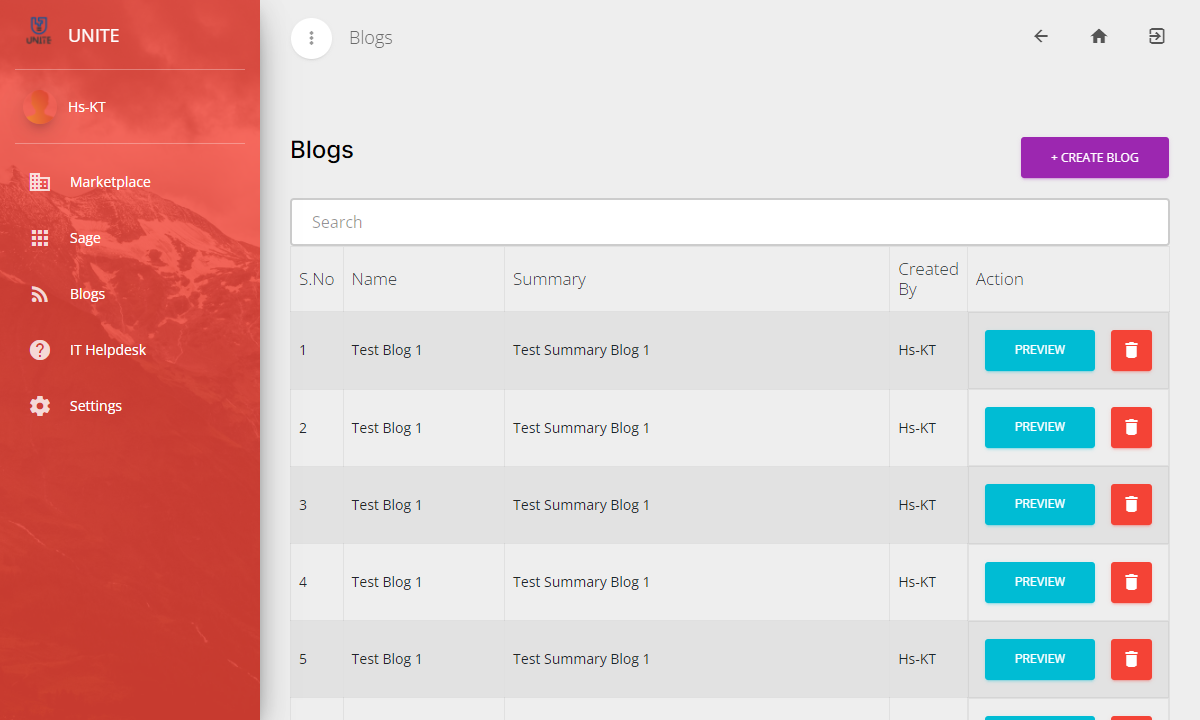 UNITE
UNITE
Hs-KT
Marketplace
Sage
Blogs
IT Helpdesk
Settings
Blogs
Blogs
+ CREATE BLOG
Search
S.No Name Summary Created By Action
1 Test Blog 1 Test Summary Blog 1 Hs-KT PREVIEW
2 Test Blog 1 Test Summary Blog 1 Hs-KT PREVIEW
3 Test Blog 1 Test Summary Blog 1 Hs-KT PREVIEW
4 Test Blog 1 Test Summary Blog 1 Hs-KT PREVIEW
5 Test Blog 1 Test Summary Blog 1 Hs-KT PREVIEW